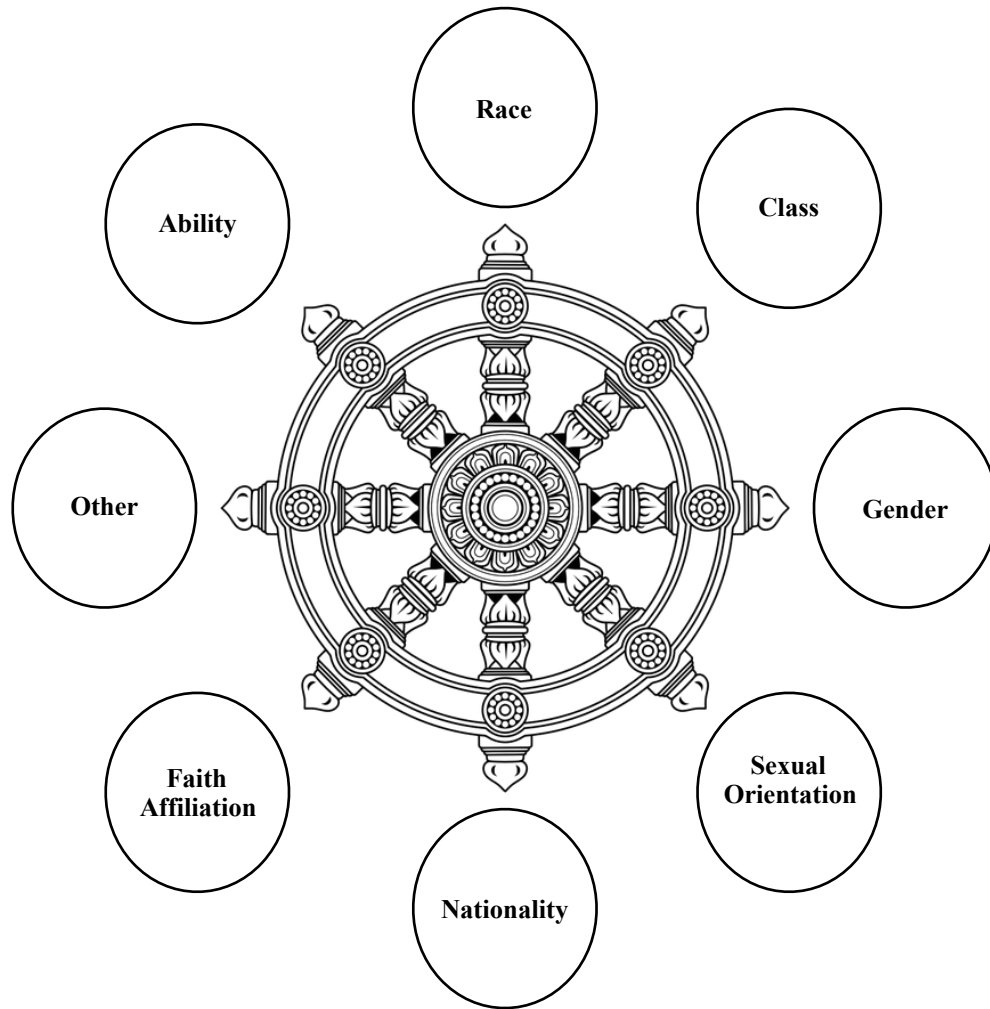 Race
Class
Ability
Other
Gender
Sexual
Orientation
Faith
Affiliation
Nationality